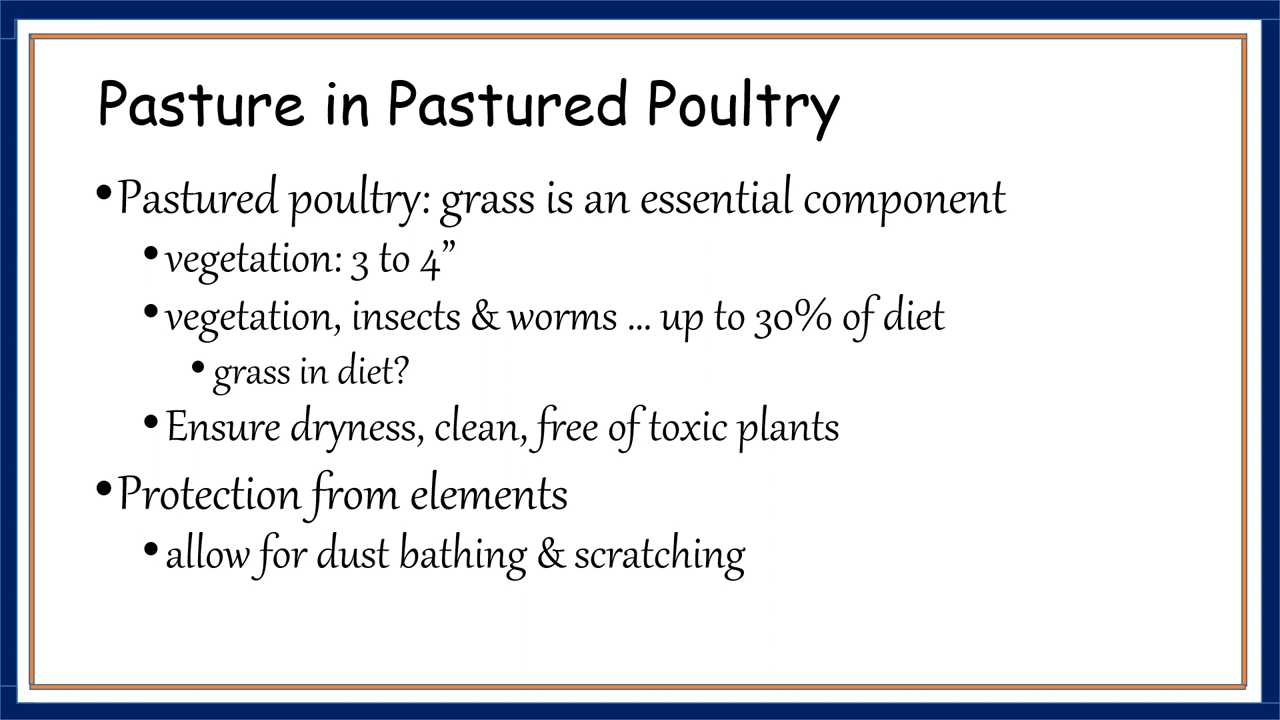 Pasture in Pastured Poultry
•Pastured poultry: grass is an essential component
•vegetation: 3 to 4”
•vegetation, insects & worms ... up to 30% of diet
•grass in diet?
•Ensure dryness, clean, free of toxic plants
•Protection from elements
•allow for dust bathing & scratching